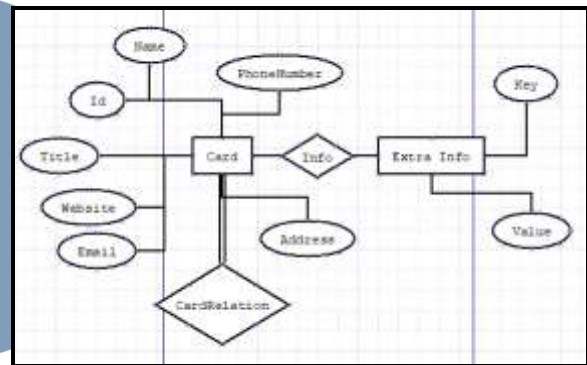 Name
PhoneNumber
Key
Id
Title
Card
Info
Extra Info
Website
Email
Address
Value
CardRelation